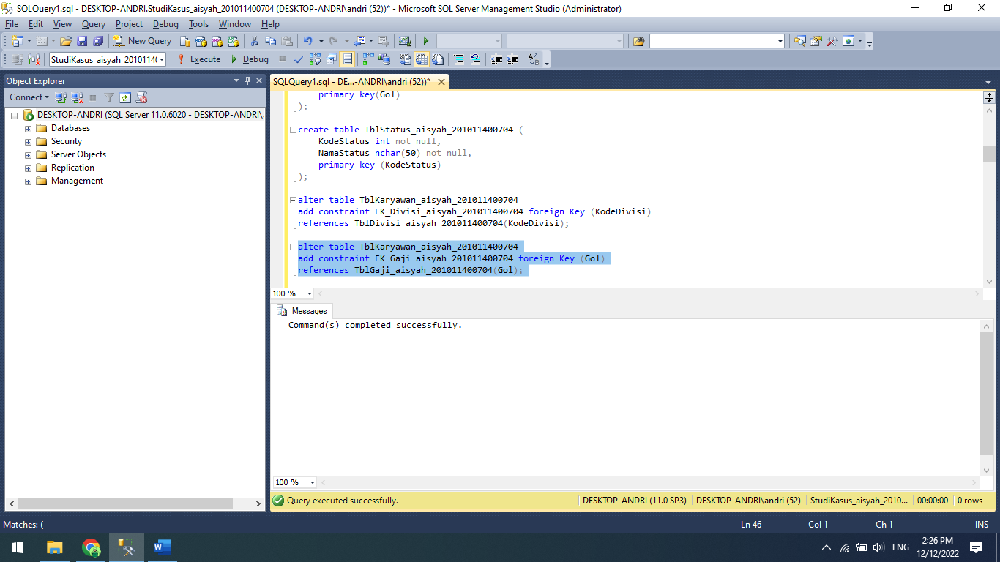 SQLQuery1.sql - DESKTOP-ANDRI.StudiKasus_aisyah_201011400704 (DESKTOP-ANDRI\andri (52))* - Microsoft SQL Server Management Studio (Administrator)
File Edit View Query Project Debug Tools Window Help
New Query
StudiKasus_aisyah_2010114 Execute Debug
Object Explorer
Connect
DESKTOP-ANDRI (SQL Server 11.0.6020 - DESKTOP-ANDRI\
Databases
Security
Server Objects
Replication
Management
SQLQuery1.sql - DE...-ANDRI\andri (52))*
primary key(Gol)
);
create table TblStatus_aisyah_201011400704 (
KodeStatus int not null,
NamaStatus nchar(50) not null,
primary key (KodeStatus)
);
alter table TblKaryawan_aisyah_201011400704
add constraint FK_Divisi_aisyah_201011400704 foreign Key (KodeDivisi)
references TblDivisi_aisyah_201011400704(KodeDivisi);
alter table TblKaryawan_aisyah_201011400704
add constraint FK_Gaji_aisyah_201011400704 foreign Key (Gol)
references TblGaji_aisyah_201011400704(Gol);
100 %
Messages
Command(s) completed successfully.
100 %
Query executed successfully. DESKTOP-ANDRI (11.0 SP3) DESKTOP-ANDRI\andri (52) StudiKasus_aisyah_2010... 00:00:00 0 rows
Matches: ( Ln 46 Col 1 Ch 1 INS
ENG
2:26 PM
12/12/2022